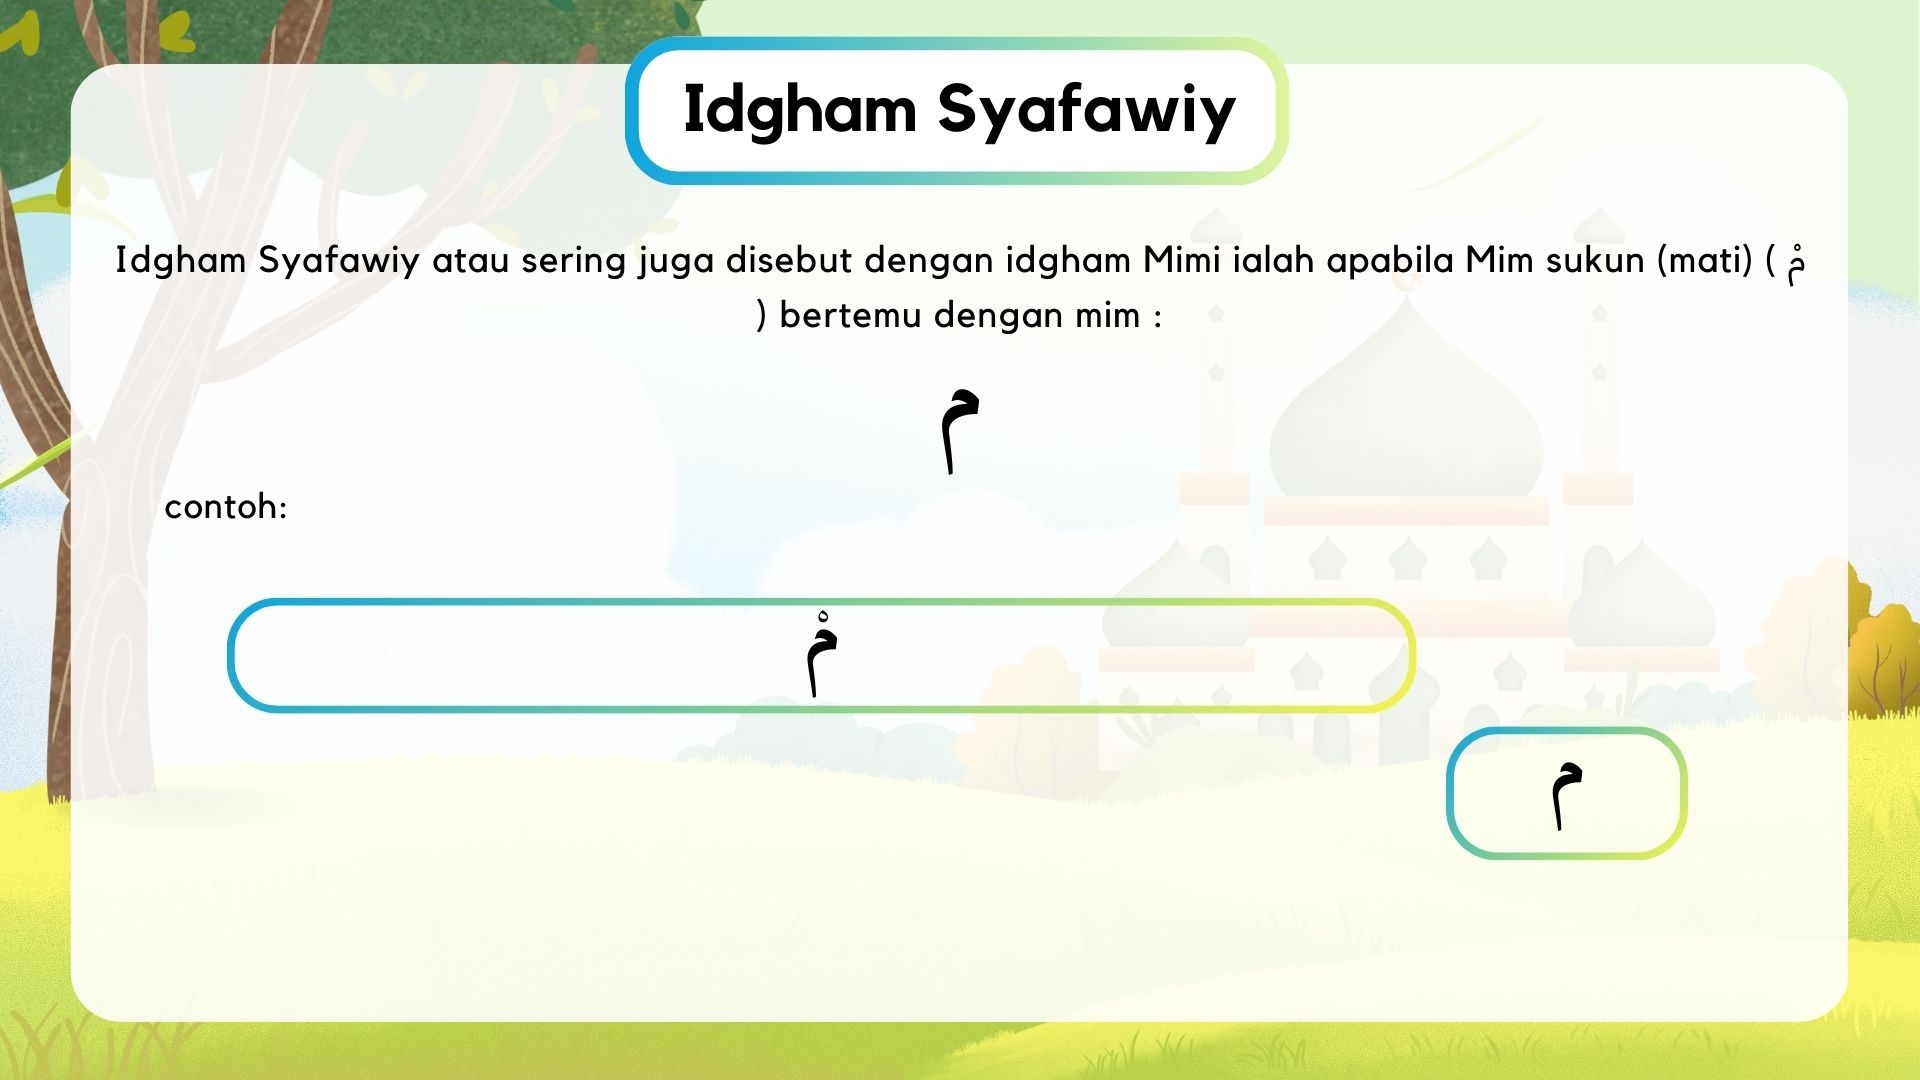 Idgham Syafawiy
Idgham Syafawiy atau sering juga disebut dengan idgham Mimi ialah apabila Mim sukun (mati) ( مْ
) bertemu dengan mim :
م
contoh:
مْ
م